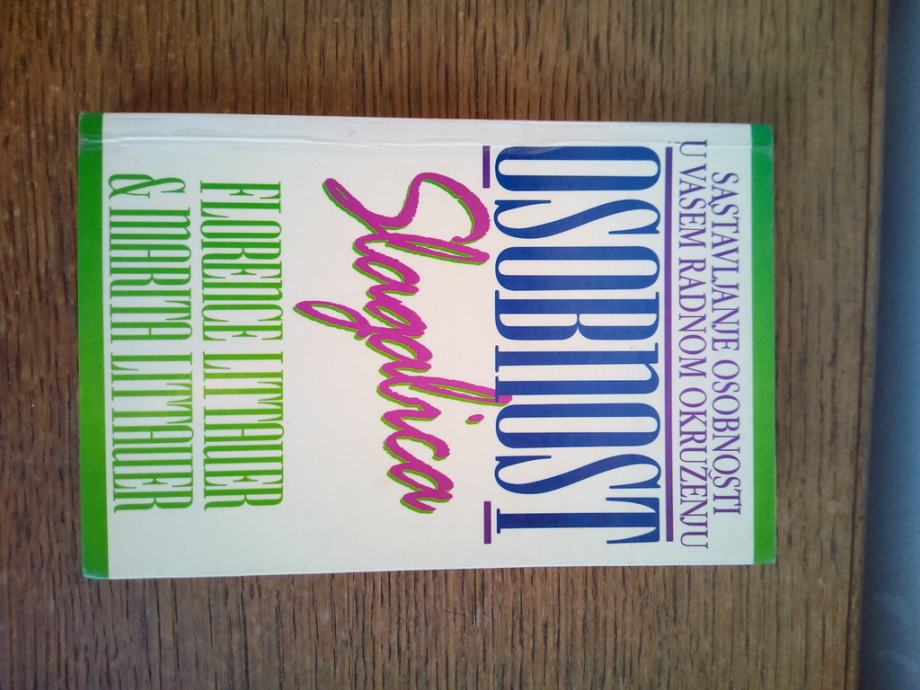 SASTAVLJANJE OSOBNOSTI
U VAŠEM RADNOM OKRUŽENJU
OSOBNOST
Slagalica
FLORENCE LITTAUER
& MARITA LITTAUER